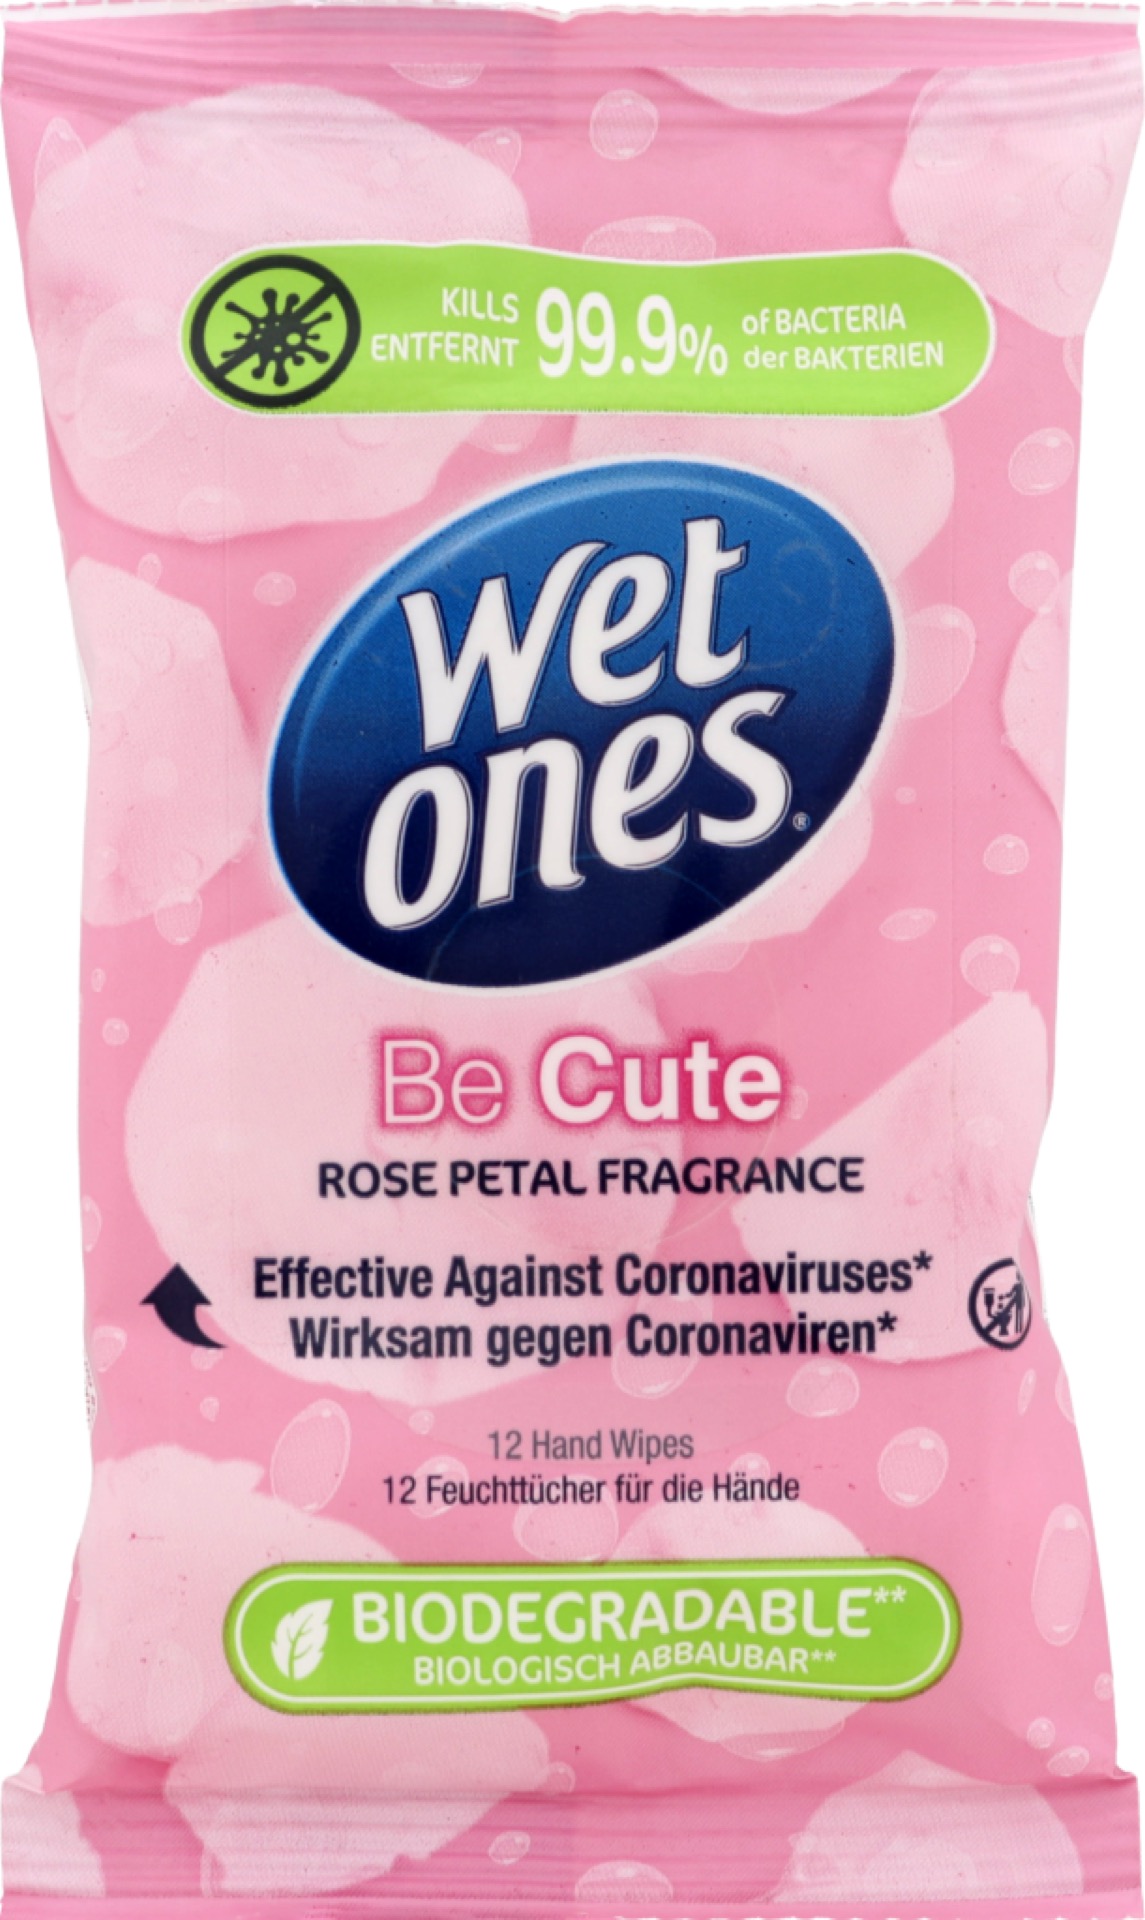 KILLS
ENTFERNT
99.9%
of BACTERIA
der BAKTERIEN
Wet
Ones®
Be Cute
ROSE PETAL FRAGRANCE
Effective Against Coronaviruses*
Wirksam gegen Coronaviren*
12 Hand Wipes
12 Feuchttücher für die Hände
BIODEGRADABLE**
BIOLOGISCH ABBAUBAR**